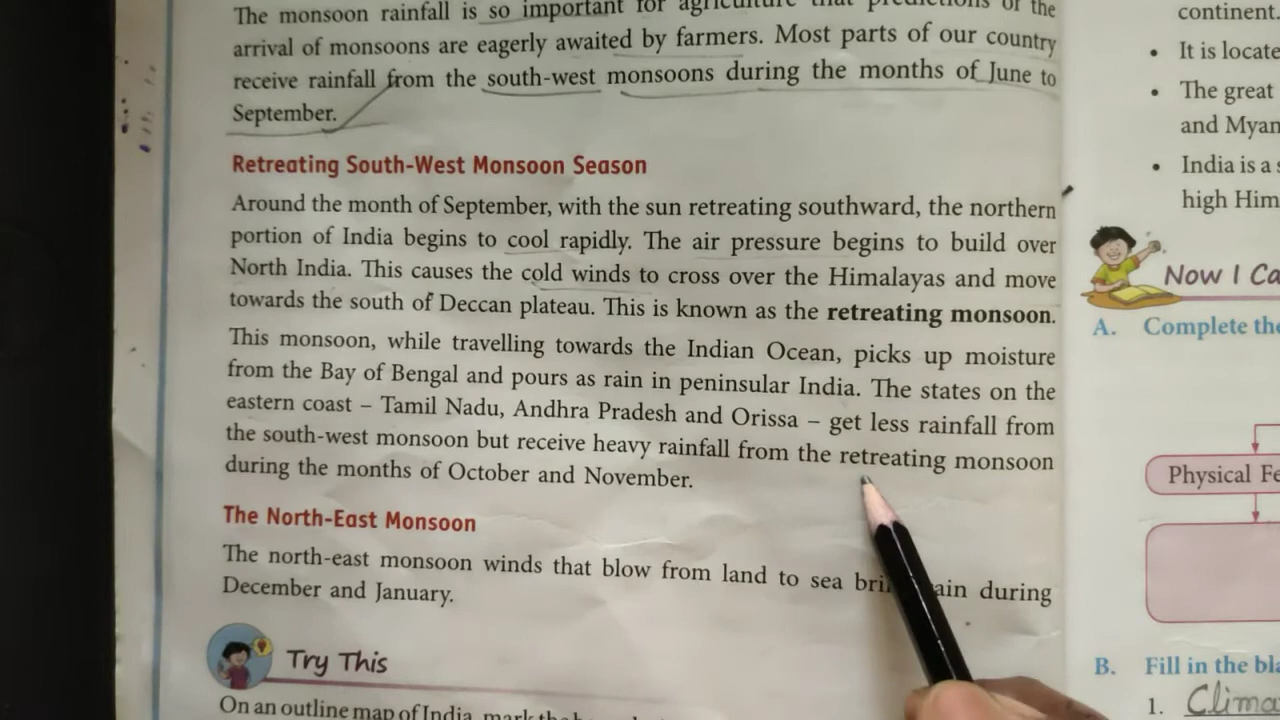 The monsoon rainfall is so important for agriculture that predictions of the
arrival of monsoons are eagerly awaited by farmers. Most parts of our country
receive rainfall from the south-west monsoons during the months of June to
September.
Retreating South-West Monsoon Season
Around the month of September, with the sun retreating southward, the northern
portion of India begins to cool rapidly. The air pressure begins to build over
North India. This causes the cold winds to cross over the Himalayas and move
towards the south of Deccan plateau. This is known as the retreating monsoon.
This monsoon, while travelling towards the Indian Ocean, picks up moisture
from the Bay of Bengal and pours as rain in peninsular India. The states on the
eastern coast – Tamil Nadu, Andhra Pradesh and Orissa – get less rainfall from
the south-west monsoon but receive heavy rainfall from the retreating monsoon
during the months of October and November.
The North-East Monsoon
The north-east monsoon winds that blow from land to sea during
December and January.
Try This
On an outline map of India, mark
continent.
• It is locate
• The great
and Myan
• India is a
high Him
Now I Ca
A. Complete the
Physical Fe
B. Fill in the bla
1. Clima